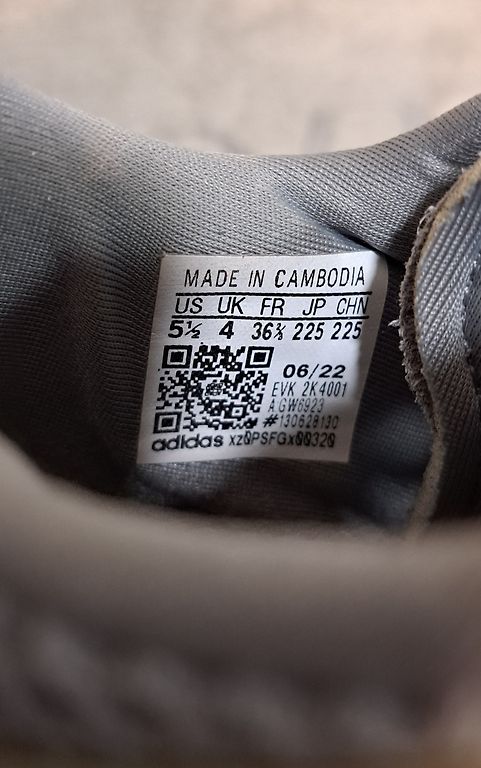 MADE IN CAMBODIA
US UK FR JP CHN
5½ 4 36⅔ 225 225
06/22
EVK 2K4001
A GW6923
#130628130
adidas xz0PSFGx00320